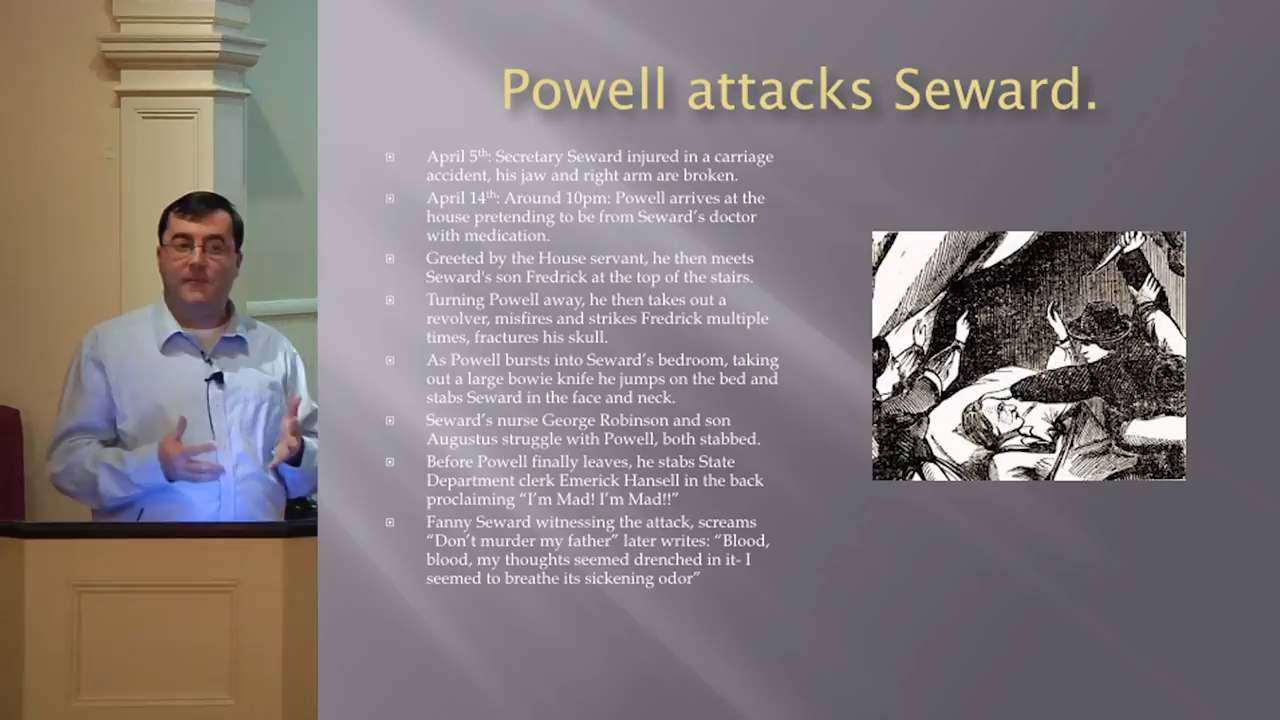 Powell attacks Seward.
April 5th: Secretary Seward injured in a carriage
accident, his jaw and right arm are broken.
April 14th: Around 10pm: Powell arrives at the
house pretending to be from Seward’s doctor
with medication.
Greeted by the House servant, he then meets
Seward's son Fredrick at the top of the stairs.
Turning Powell away, he then takes out a
revolver, misfires and strikes Fredrick multiple
times, fractures his skull.
As Powell bursts into Seward’s bedroom, taking
out a large bowie knife he jumps on the bed and
stabs Seward in the face and neck.
Seward’s nurse George Robinson and son
Augustus struggle with Powell, both stabbed.
Before Powell finally leaves, he stabs State
Department clerk Emerick Hansell in the back
proclaiming “I’m Mad! I’m Mad!!”
Fanny Seward witnessing the attack, screams
“Don’t murder my father” later writes: “Blood,
blood, my thoughts seemed drenched in it- I
seemed to breathe its sickening odor”